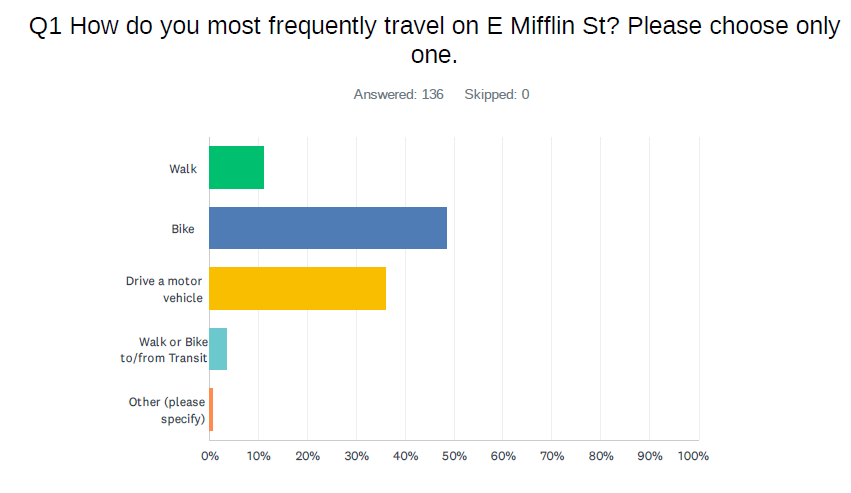 Q1 How do you most frequently travel on E Mifflin St? Please choose only
one.
Answered: 136 Skipped: 0
Walk
Bike
Drive a motor
vehicle
Walk or Bike
to/from Transit
Other (please
specify)
0% 10% 20% 30% 40% 50% 60% 70% 80% 90% 100%